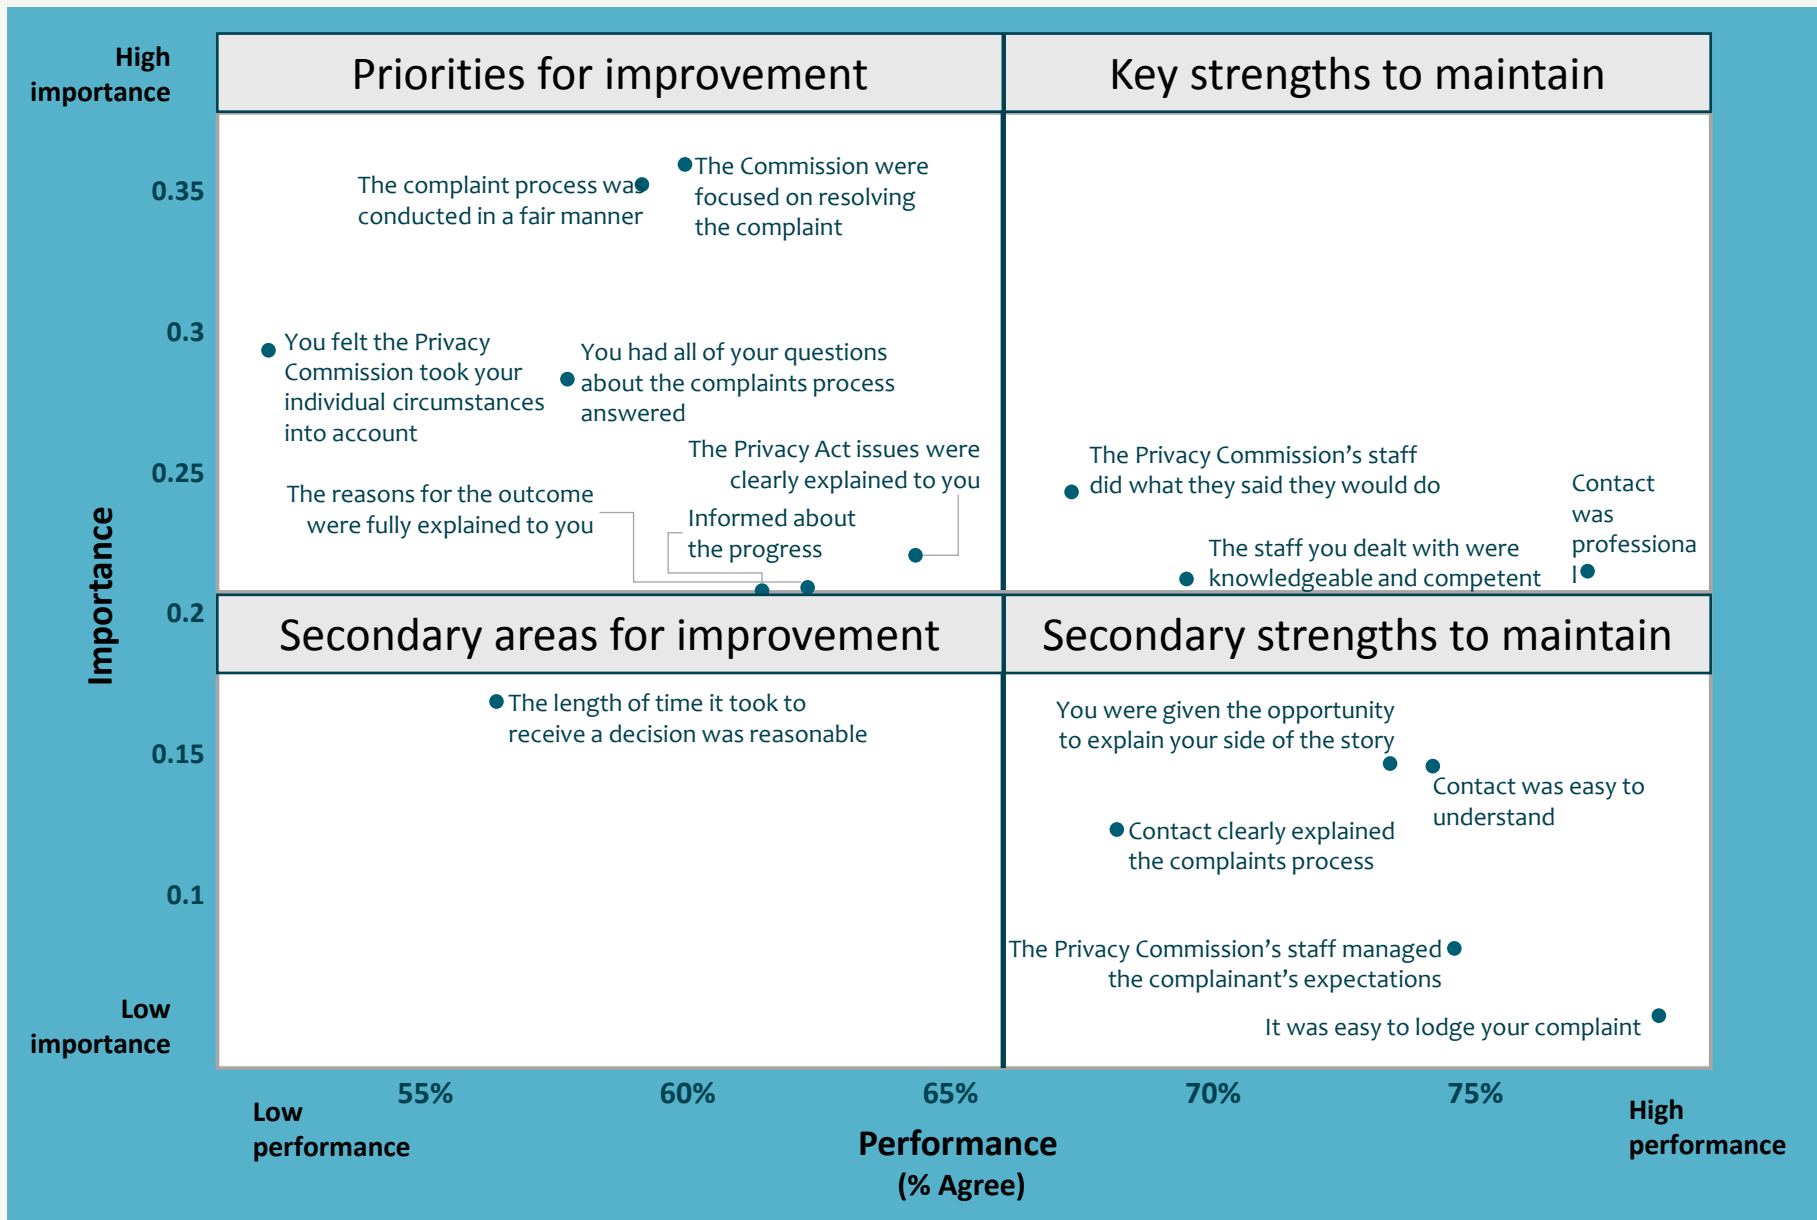 High
importance
Priorities for improvement
Key strengths to maintain
0.35
The complaint process was
conducted in a fair manner
The Commission were
focused on resolving
the complaint
0.3
You felt the Privacy
Commission took your
individual circumstances
into account
You had all of your questions
about the complaints process
answered
0.25
The Privacy Act issues were
clearly explained to you
The reasons for the outcome
were fully explained to you
Informed about
the progress
The Privacy Commission's staff
did what they said they would do
Contact
was
professiona
l
The staff you dealt with were
knowledgeable and competent
Importance
0.2
Secondary areas for improvement
Secondary strengths to maintain
The length of time it took to
receive a decision was reasonable
0.15
You were given the opportunity
to explain your side of the story
Contact was easy to
understand
Contact clearly explained
the complaints process
0.1
The Privacy Commission's staff managed
the complainant's expectations
It was easy to lodge your complaint
Low
importance
55%
60%
65%
70%
75%
Low
performance
Performance
(% Agree)
High
performance